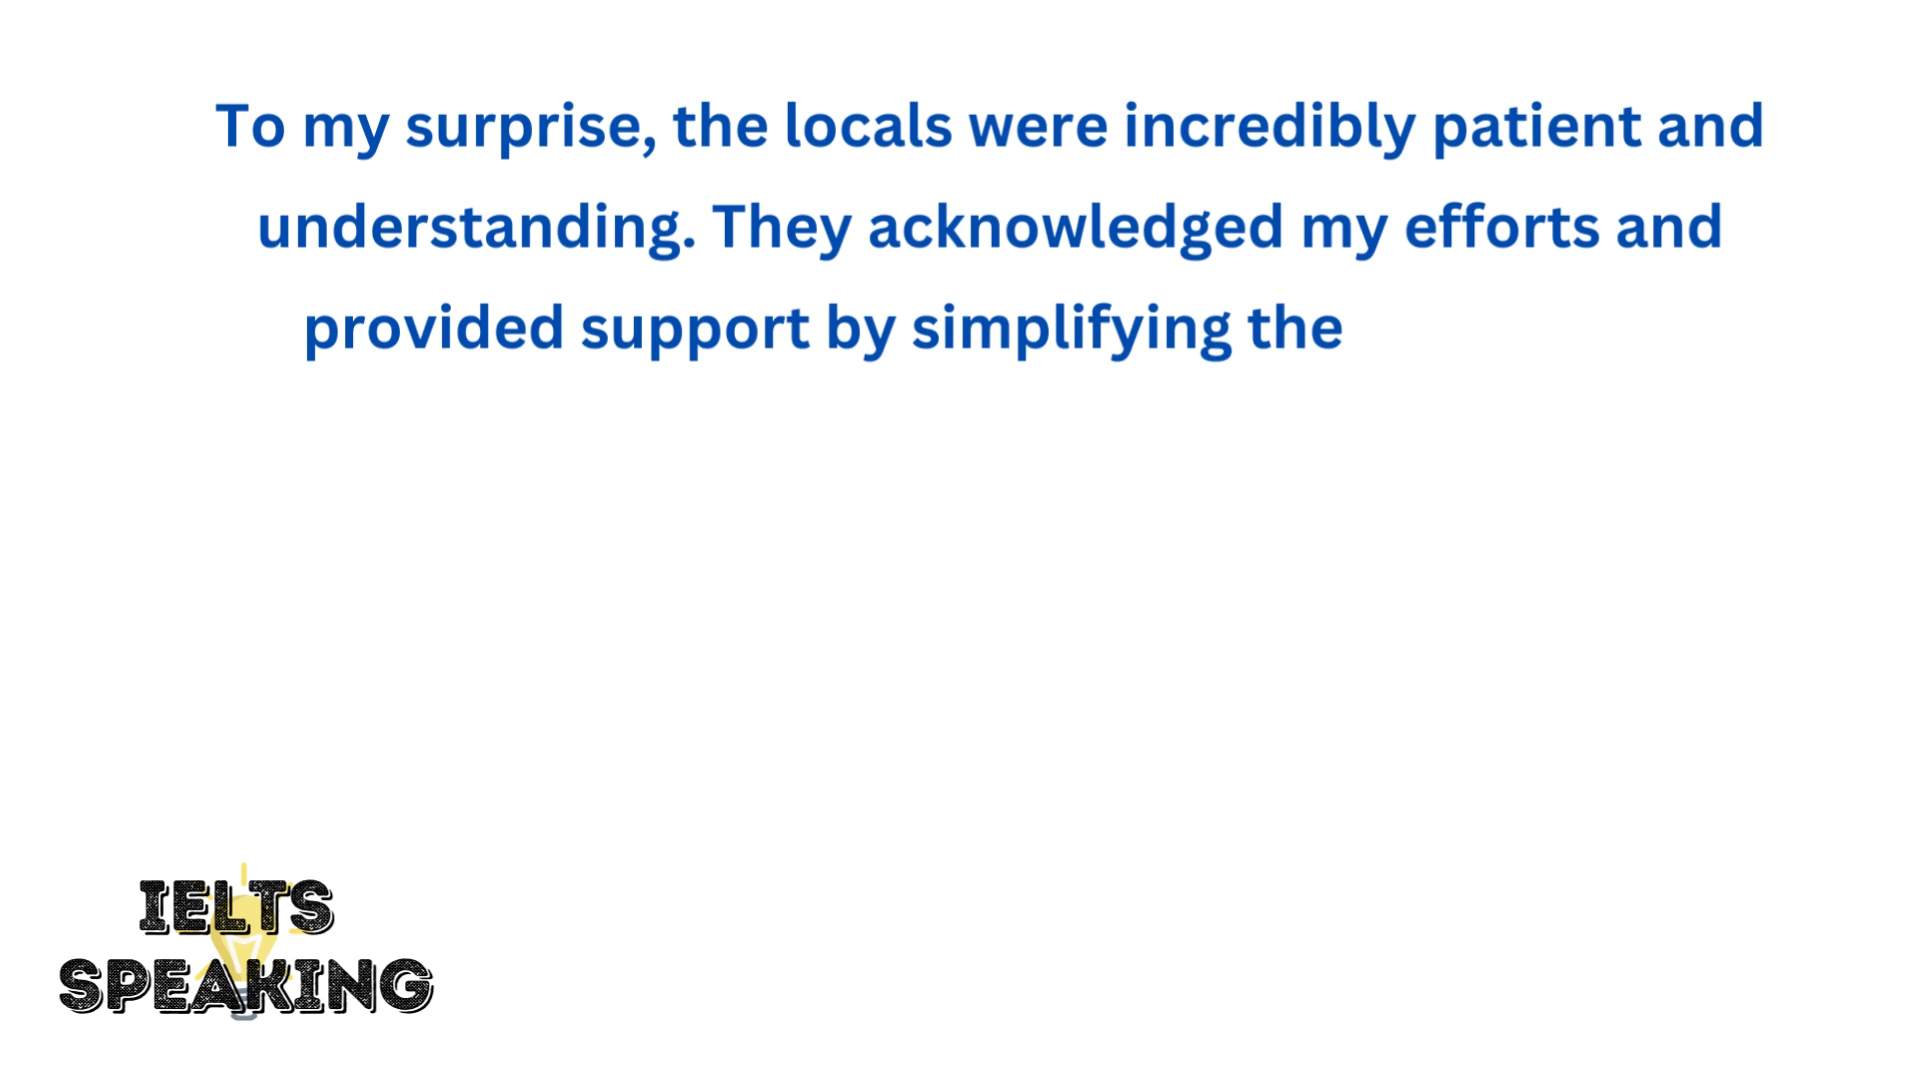 To my surprise, the locals were incredibly patient and
understanding. They acknowledged my efforts and
provided support by simplifying the
IELTS
SPEAKING